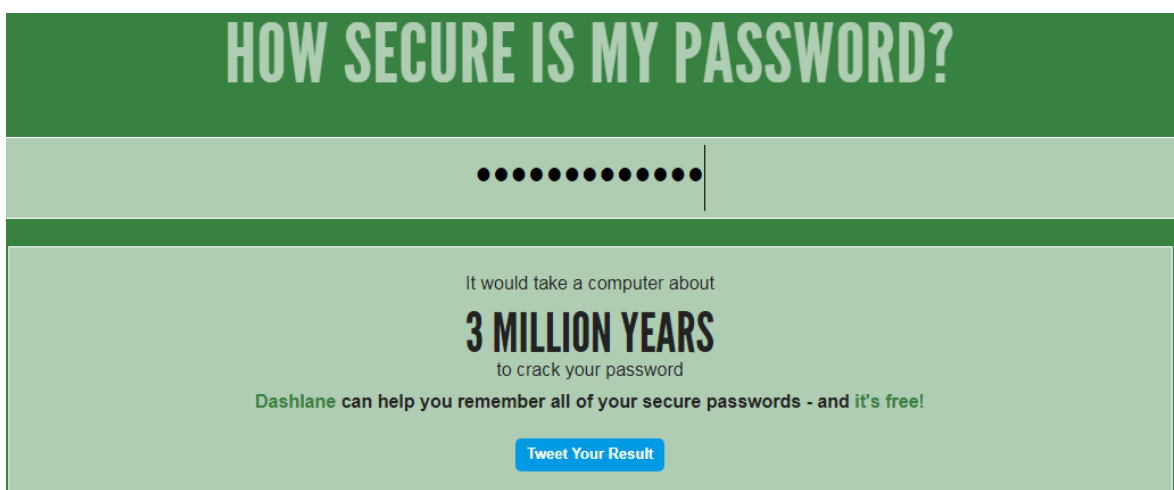 HOW SECURE IS MY PASSWORD?
•••••••••••••
It would take a computer about
3 MILLION YEARS
to crack your password
Dashlane can help you remember all of your secure passwords - and it's free!
Tweet Your Result